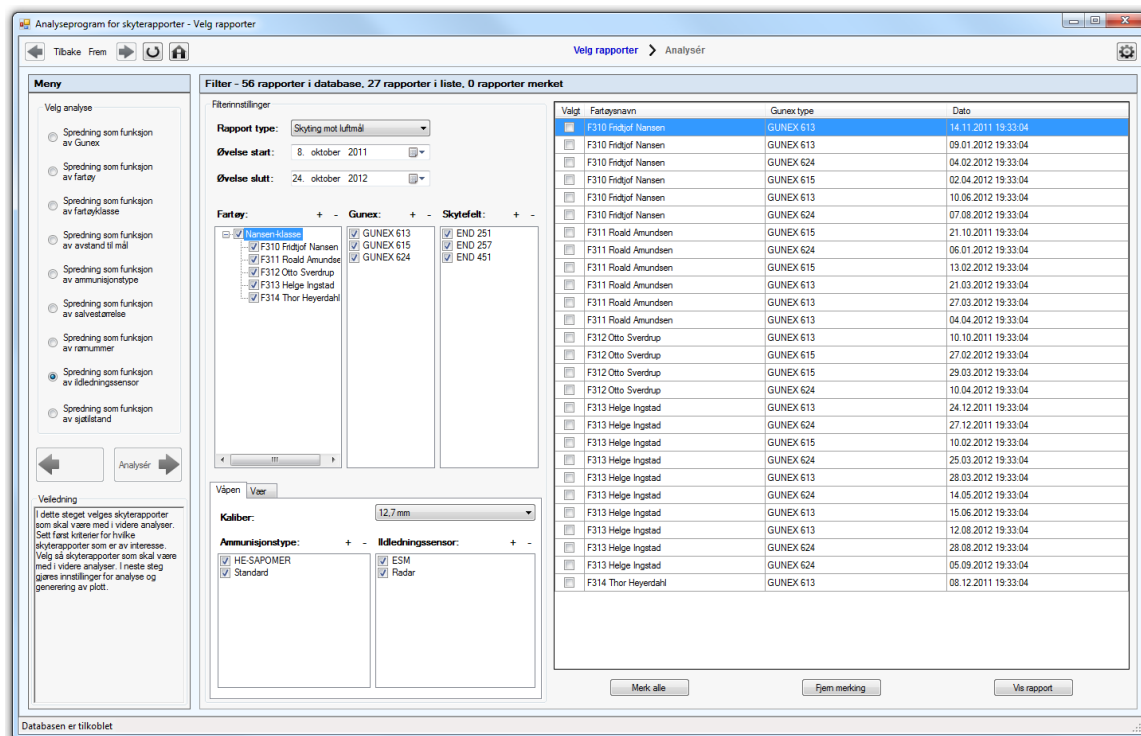 Analyseprogram for skyterapporter - Velg rapporter
Tilbake Frem
Velg rapporter > Analysér
Meny
Velg analyse
Spredning som funksjon
av Gunex
Spredning som funksjon
av fartøy
Spredning som funksjon
av fartøyklasse
Spredning som funksjon
av avstand til mål
Spredning som funksjon
av ammunisjonstype
Spredning som funksjon
av salvestørrelse
Spredning som funksjon
av rørnummer
Spredning som funksjon
av ildledningssensor
Spredning som funksjon
av sjøtilstand
Analysér
Veiledning
I dette steget velges skyterapporter
som skal være med i videre analyser.
Sett først kriterier for hvilke
skyterapporter som er av interesse.
Velg så skyterapporter som skal være
med i videre analyser. I neste steg
gjøres innstillinger for analyse og
generering av plott.
Filter - 56 rapporter i database, 27 rapporter i liste, 0 rapporter merket
Filterinnstillinger
Rapport type: Skyting mot luftmål
Øvelse start: 8. oktober 2011
Øvelse slutt: 24. oktober 2012
Fartøy: + - Gunex: + - Skytefelt: + -
Nansen-klasse GUNEX 613 END 251
F310 Fridtjof Nansen GUNEX 615 END 257
F311 Roald Amundse GUNEX 624 END 451
F312 Otto Sverdrup
F313 Helge Ingstad
F314 Thor Heyerdahl
Våpen Vær
Kaliber: 12,7 mm
Ammunisjonstype: + - Ildledningssensor: + -
HE-SAPOMER ESM
Standard Radar
Valgt Fartøysnavn Gunex type Dato
F310 Fridtjof Nansen GUNEX 613 14.11.2011 19:33:04
F310 Fridtjof Nansen GUNEX 613 09.01.2012 19:33:04
F310 Fridtjof Nansen GUNEX 624 04.02.2012 19:33:04
F310 Fridtjof Nansen GUNEX 615 02.04.2012 19:33:04
F310 Fridtjof Nansen GUNEX 613 10.06.2012 19:33:04
F310 Fridtjof Nansen GUNEX 624 07.08.2012 19:33:04
F311 Roald Amundsen GUNEX 615 21.10.2011 19:33:04
F311 Roald Amundsen GUNEX 624 06.01.2012 19:33:04
F311 Roald Amundsen GUNEX 615 13.02.2012 19:33:04
F311 Roald Amundsen GUNEX 613 21.03.2012 19:33:04
F311 Roald Amundsen GUNEX 613 27.03.2012 19:33:04
F311 Roald Amundsen GUNEX 613 04.04.2012 19:33:04
F312 Otto Sverdrup GUNEX 613 10.10.2011 19:33:04
F312 Otto Sverdrup GUNEX 615 27.02.2012 19:33:04
F312 Otto Sverdrup GUNEX 615 29.03.2012 19:33:04
F312 Otto Sverdrup GUNEX 624 10.04.2012 19:33:04
F313 Helge Ingstad GUNEX 613 24.12.2011 19:33:04
F313 Helge Ingstad GUNEX 624 27.12.2011 19:33:04
F313 Helge Ingstad GUNEX 615 10.02.2012 19:33:04
F313 Helge Ingstad GUNEX 624 25.03.2012 19:33:04
F313 Helge Ingstad GUNEX 613 28.03.2012 19:33:04
F313 Helge Ingstad GUNEX 624 14.05.2012 19:33:04
F313 Helge Ingstad GUNEX 613 15.06.2012 19:33:04
F313 Helge Ingstad GUNEX 613 12.08.2012 19:33:04
F313 Helge Ingstad GUNEX 624 28.08.2012 19:33:04
F313 Helge Ingstad GUNEX 624 05.09.2012 19:33:04
F314 Thor Heyerdahl GUNEX 613 08.12.2011 19:33:04
Merk alle Fjern merking Vis rapport
Databasen er tilkoblet